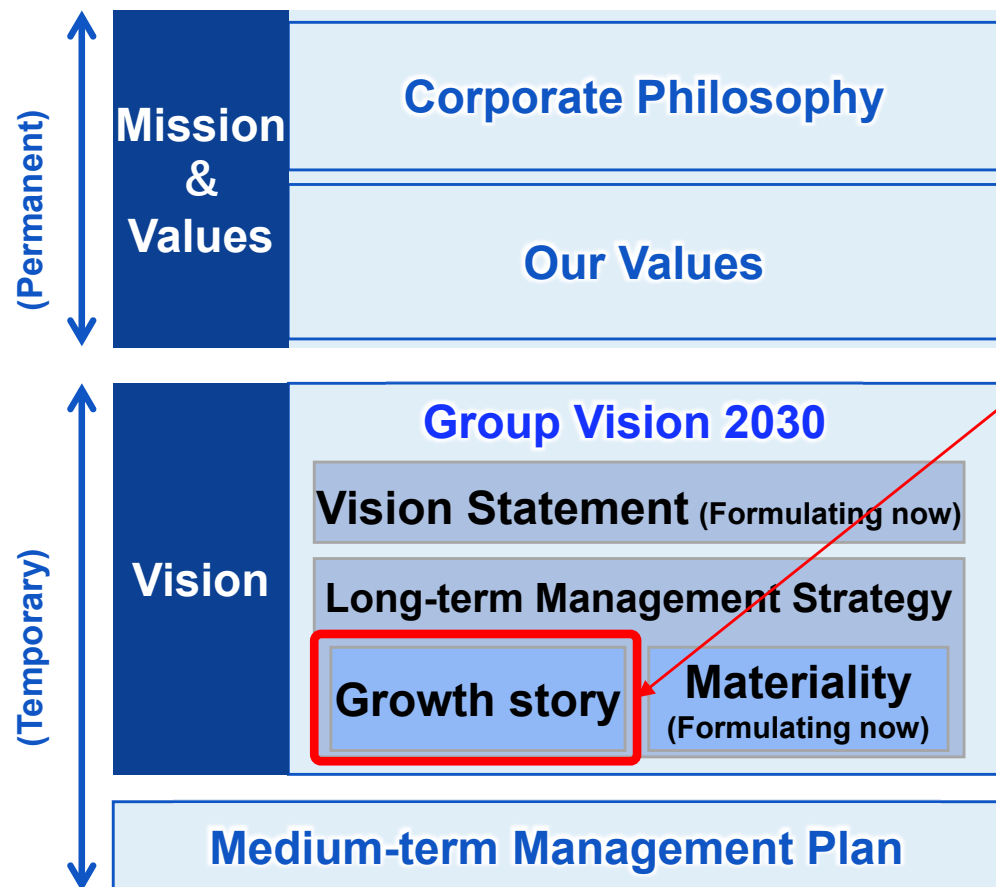 (Permanent)
Mission
&
Values
Corporate Philosophy
Our Values
(Temporary)
Vision
Group Vision 2030
Vision Statement (Formulating now)
Long-term Management Strategy
Growth story
Materiality
(Formulating now)
Medium-term Management Plan